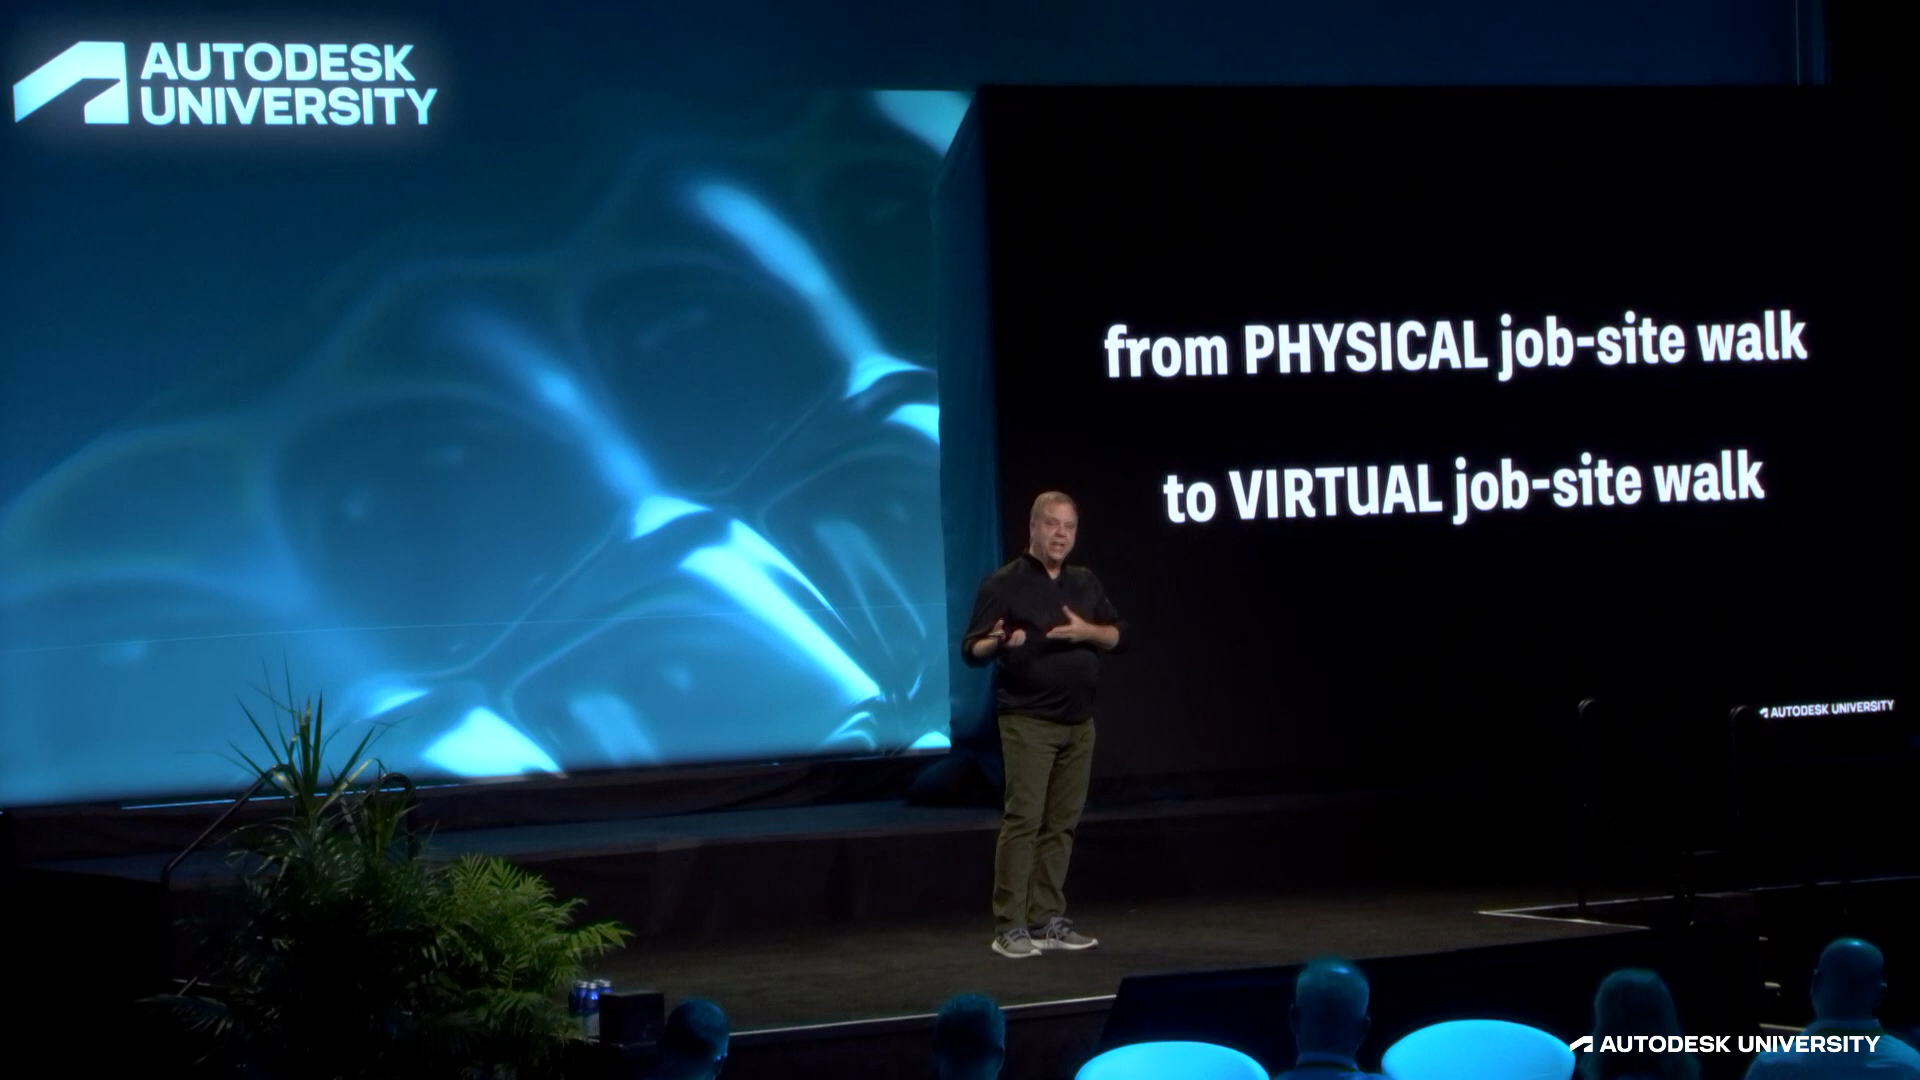 AUTODESK
UNIVERSITY
from PHYSICAL job-site walk
to VIRTUAL job-site walk
AUTODESK UNIVERSITY
AUTODESK UNIVERSITY